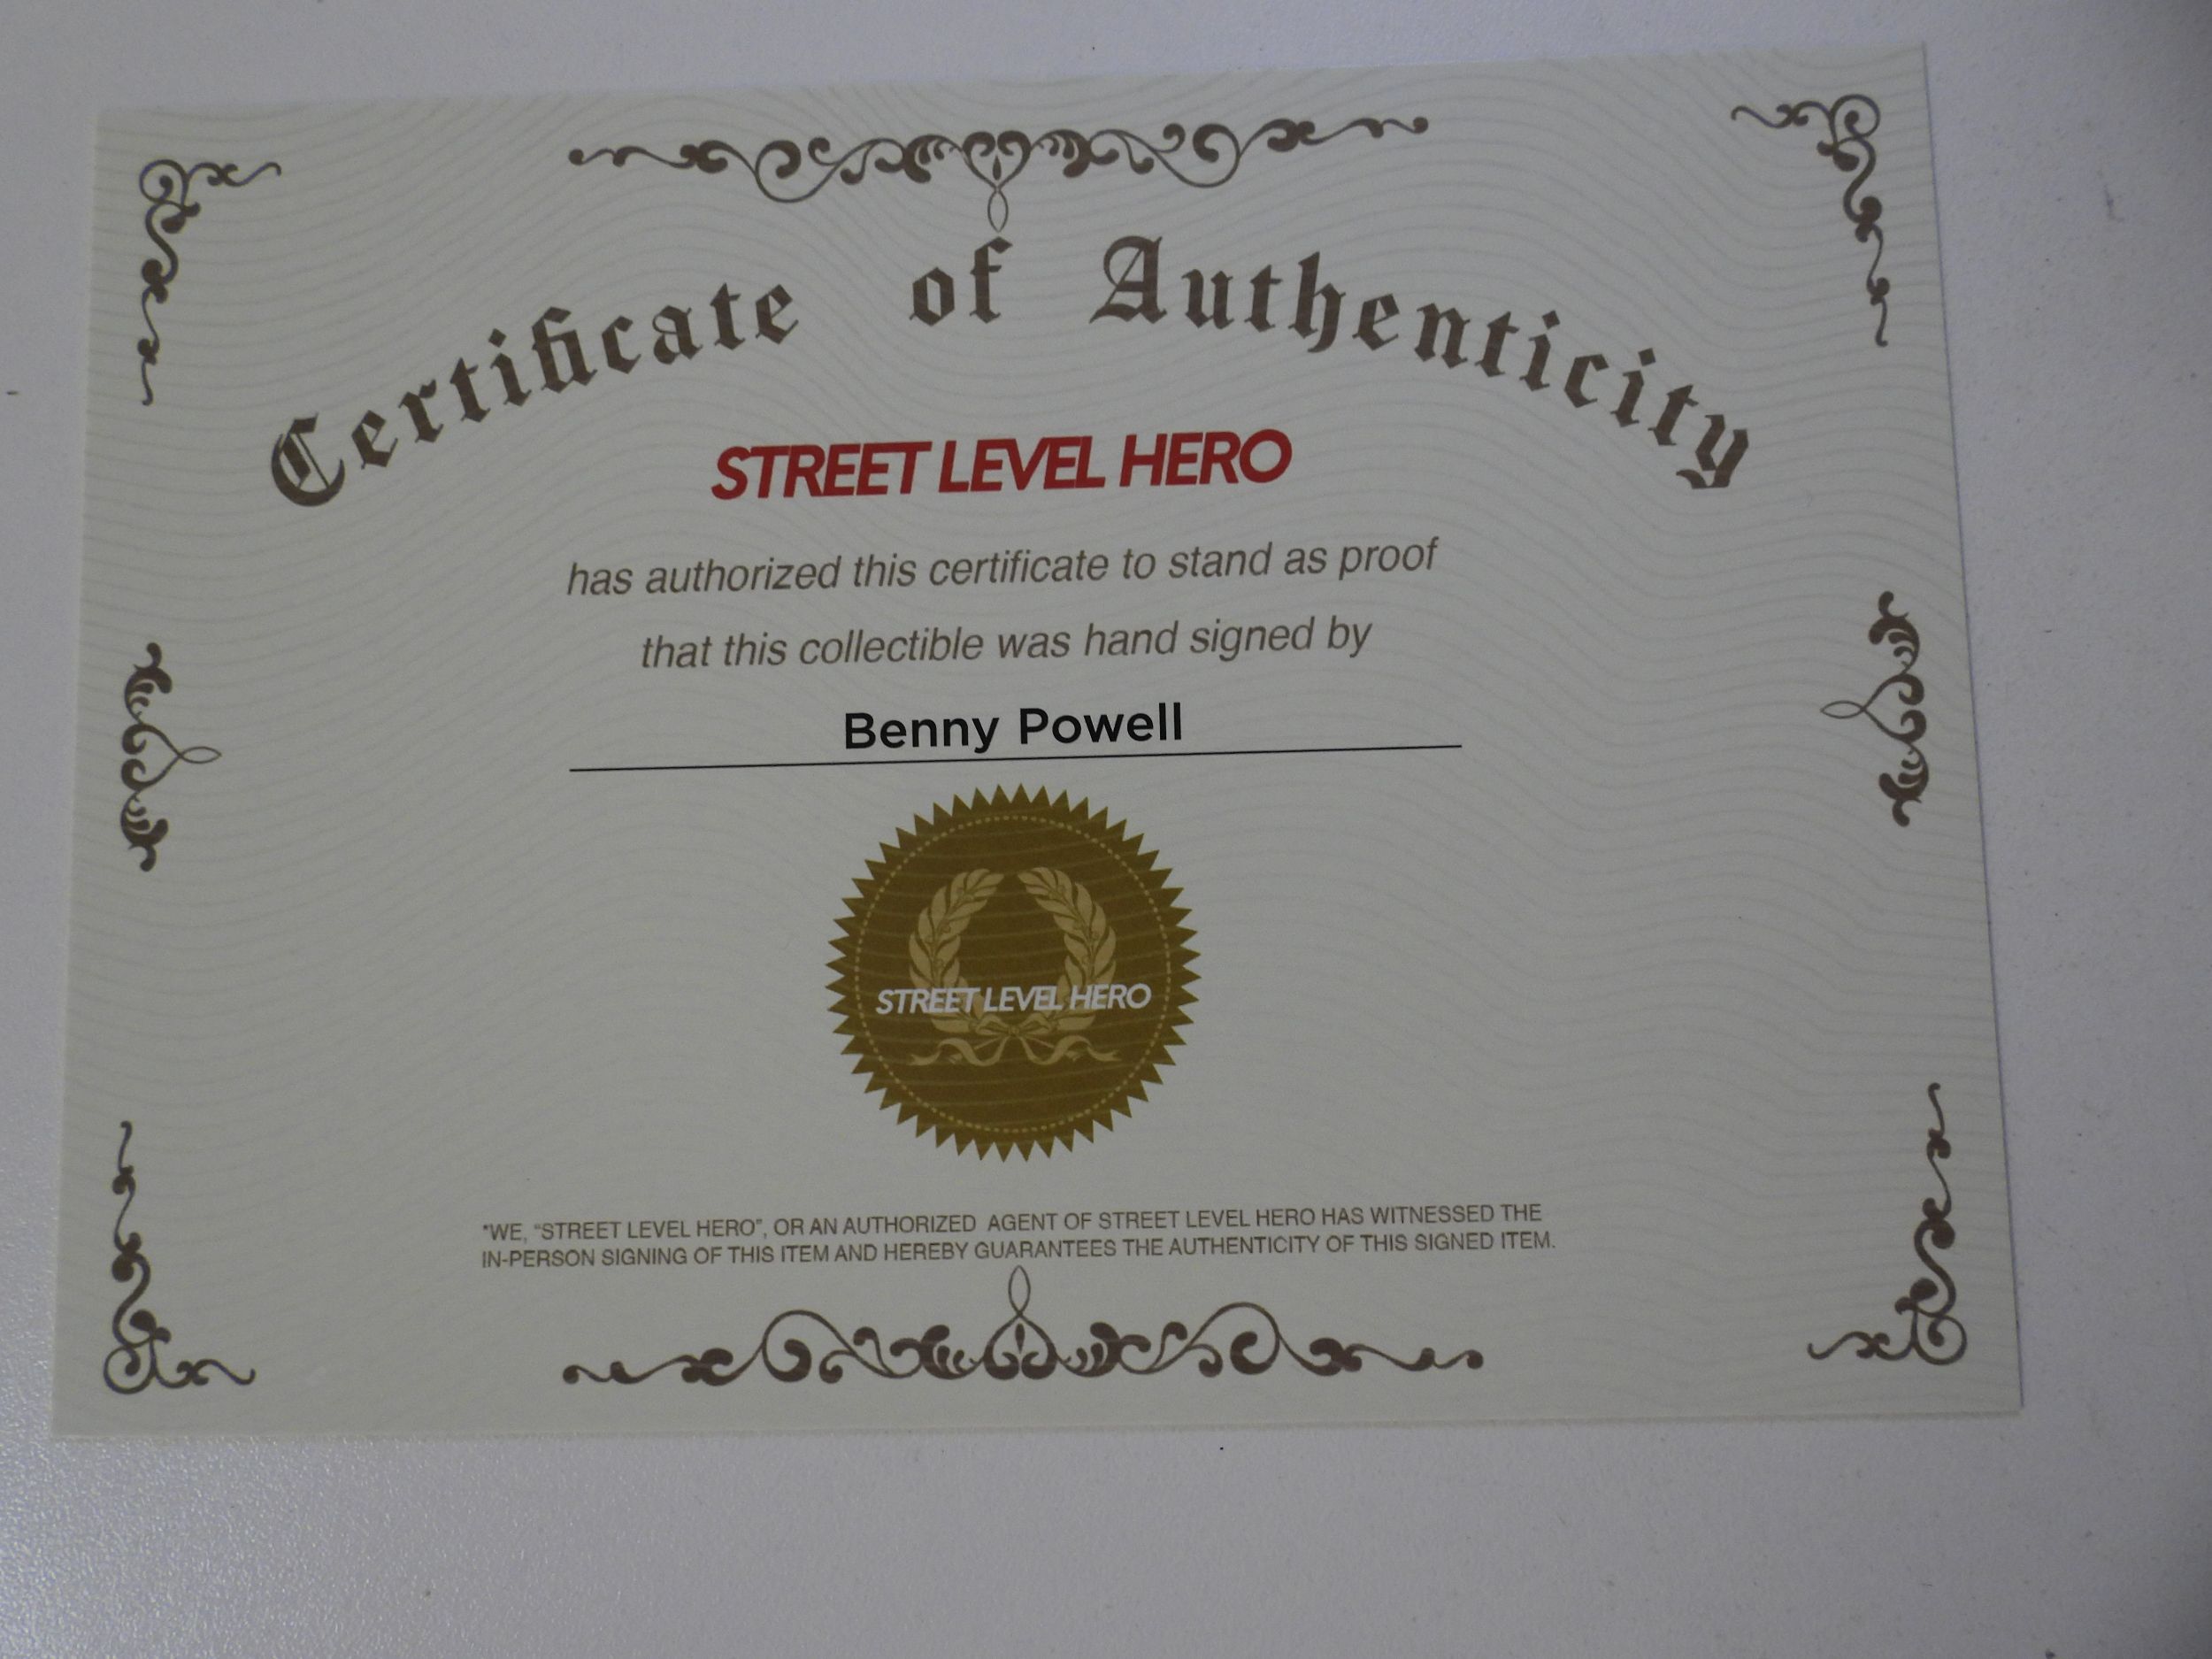 Certificate of Authenticity
STREET LEVEL HERO
has authorized this certificate to stand as proof
that this collectible was hand signed by
Benny Powell
STREET LEVEL HERO
*WE, “STREET LEVEL HERO”, OR AN AUTHORIZED AGENT OF STREET LEVEL HERO HAS WITNESSED THE
IN-PERSON SIGNING OF THIS ITEM AND HEREBY GUARANTEES THE AUTHENTICITY OF THIS SIGNED ITEM.